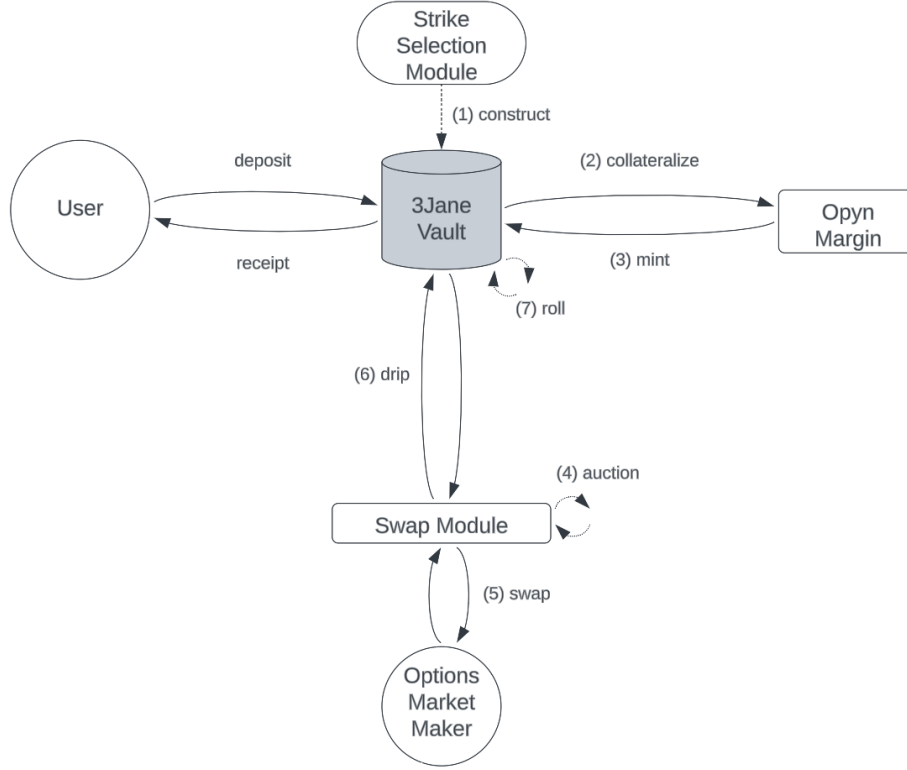 Strike
Selection
Module
(1) construct
deposit
(2) collateralize
User
3Jane
Vault
Opyn
Margin
receipt
(3) mint
(7) roll
(6) drip
(4) auction
Swap Module
(5) swap
Options
Market
Maker